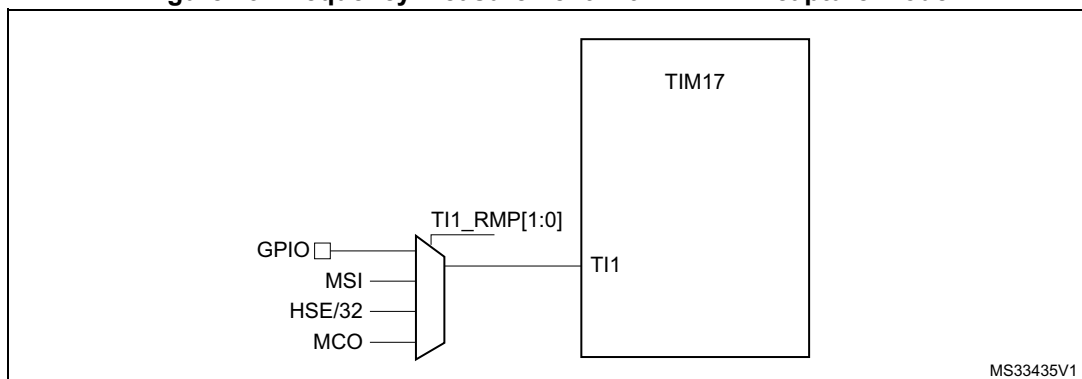 TIM17
TI1_RMP[1:0]
GPIO
TI1
MSI
HSE/32
MCO
MS33435V1